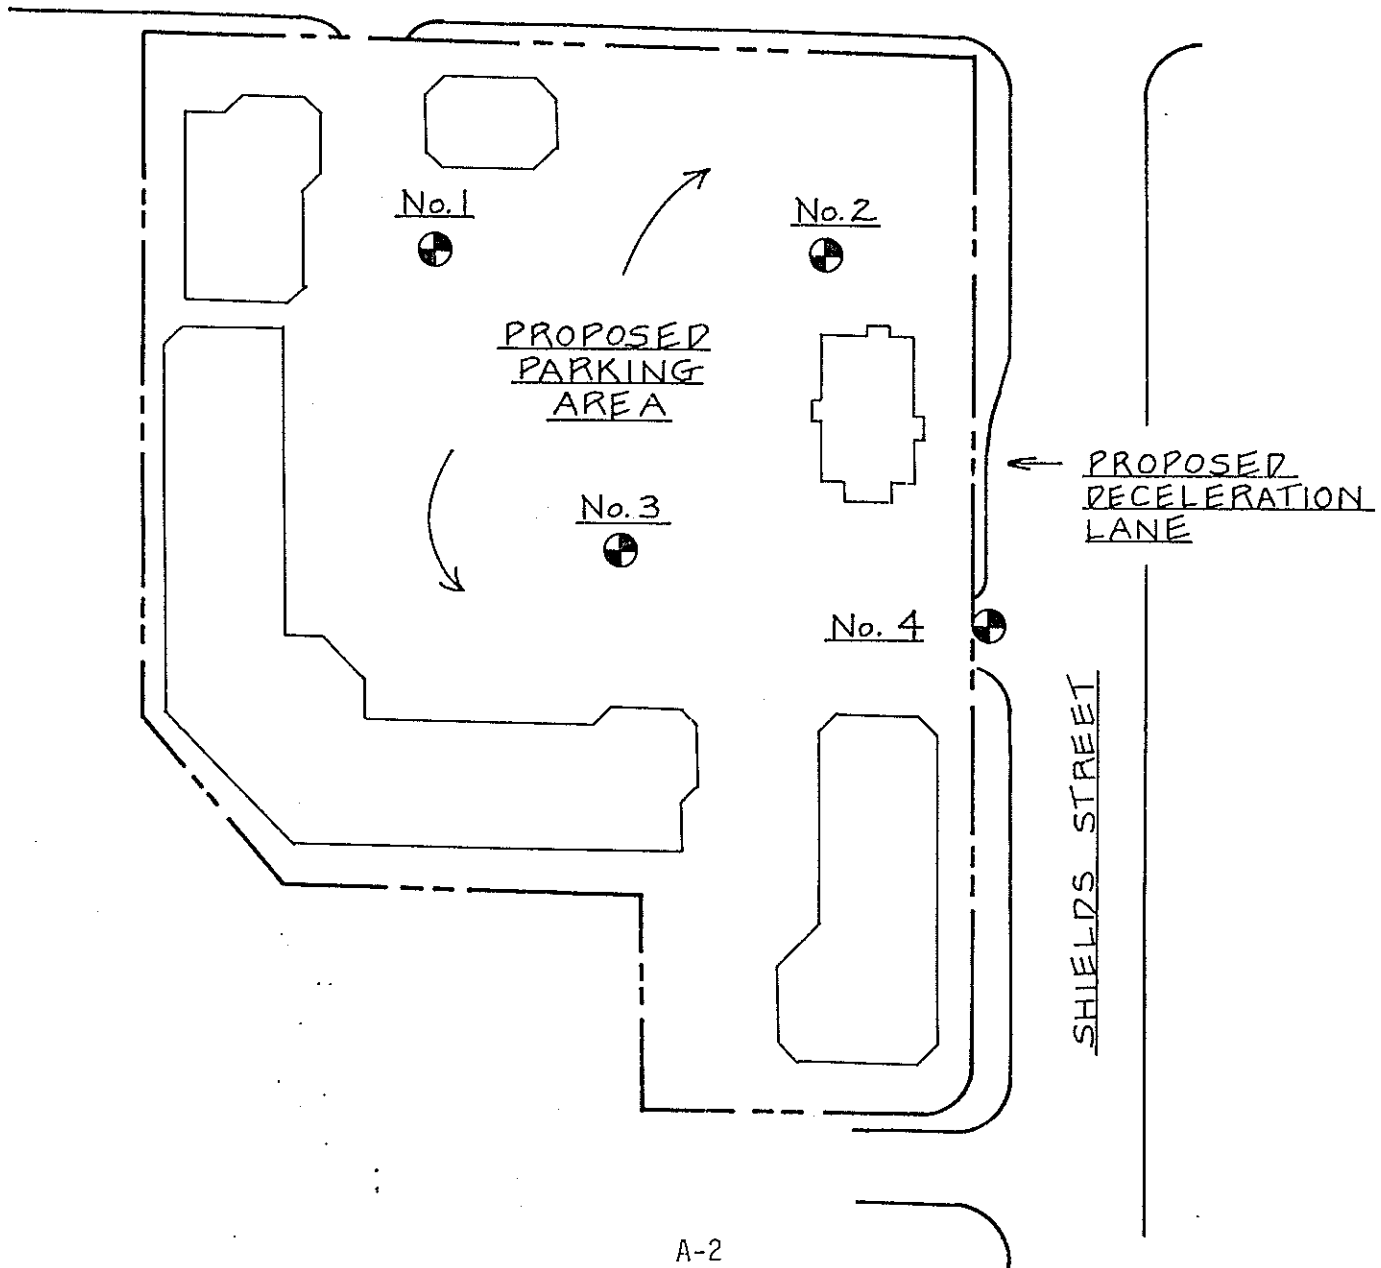 No.1
No.2
PROPOSED
PARKING
AREA
PROPOSED
DECELERATION
LANE
No.3
No. 4
SHIELDS STREET
A-2